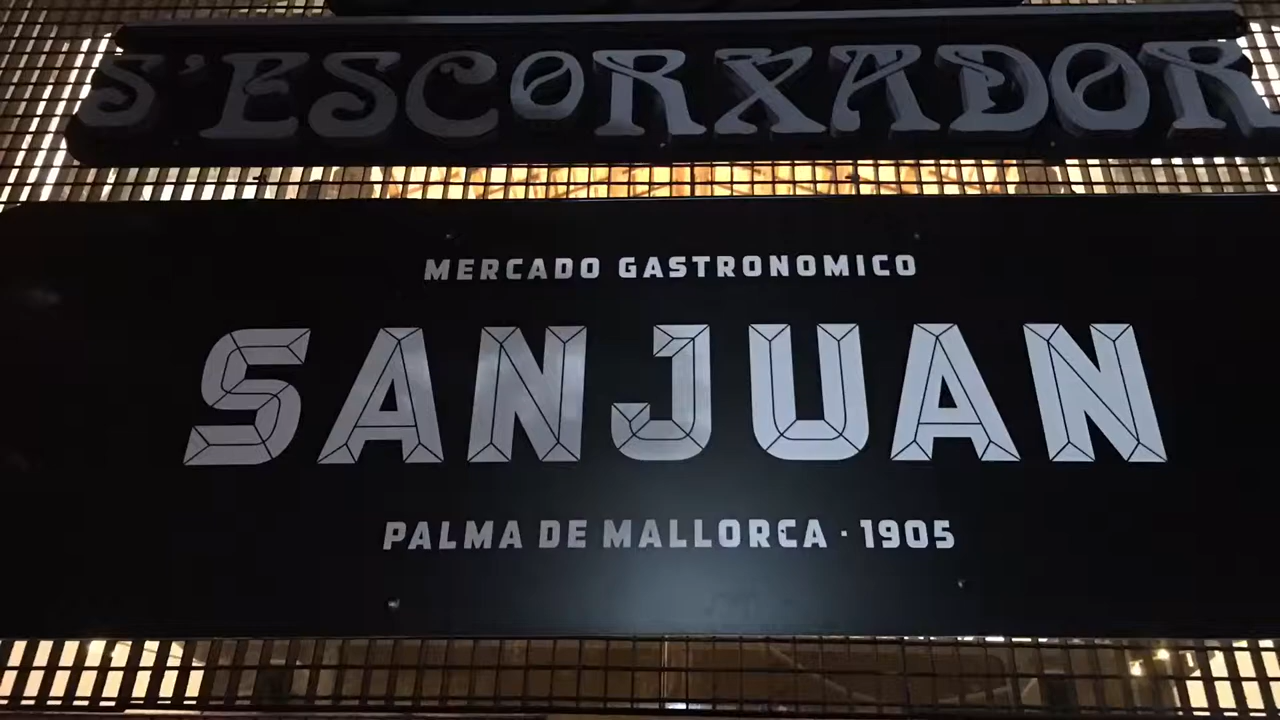 S'ESCORXADOR
MERCADO GASTRONOMICO
SANJUAN
PALMA DE MALLORCA · 1905